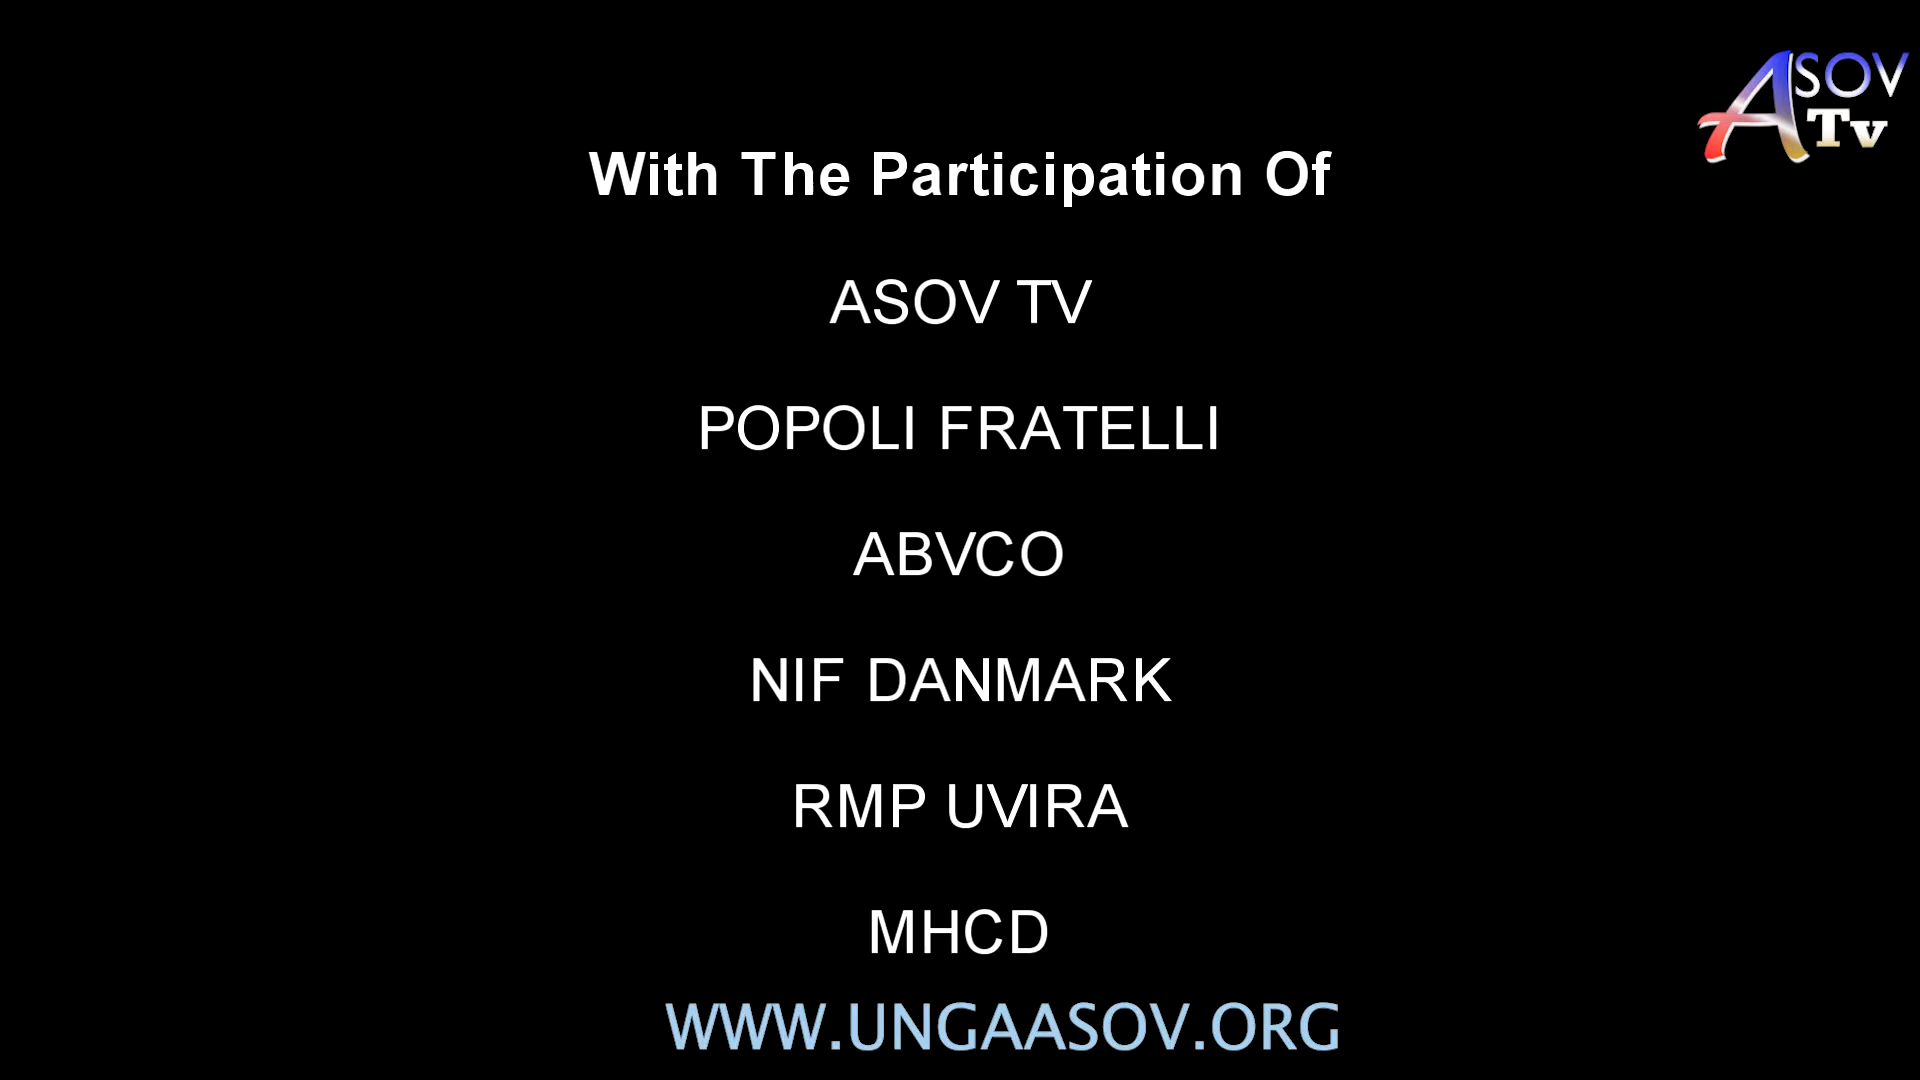 ASOV
Tv
With The Participation Of
ASOV TV
POPOLI FRATELLI
ABVCO
NIF DANMARK
RMP UVIRA
MHCD
WWW.UNGAASOV.ORG